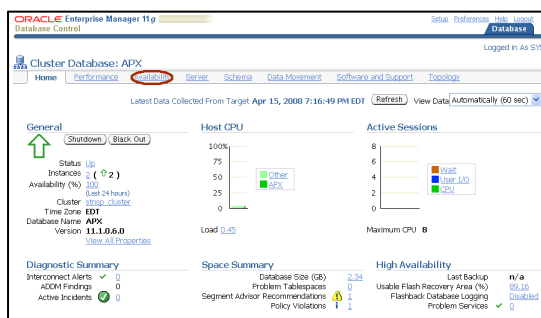 ORACLE Enterprise Manager 11g
Setup Preferences Help Logout
Database Control
Database
Logged in As SYS
Cluster Database: APX
Home Performance Availability Server Schema Data Movement Software and Support Topology
Latest Data Collected From Target Apr 15, 2008 7:16:49 PM EDT Refresh View Data Automatically (60 sec)
General
Shutdown Black Out
Status Up
Instances 2 ( 2 )
Availability (%) 100
(Last 24 hours)
Cluster stnsp_cluster
Time Zone EDT
Database Name APX
Version 11.1.0.6.0
View All Properties
Host CPU
100%
75
50
25
0
Other
APX
Load 0.45
Active Sessions
8
6
4
2
0
Wait
User I/O
CPU
Maximum CPU 8
Diagnostic Summary
Interconnect Alerts 0
ADDM Findings 0
Active Incidents 0
Space Summary
Database Size (GB) 2.34
Problem Tablespaces 0
Segment Advisor Recommendations 1
Policy Violations 1
High Availability
Last Backup n/a
Usable Flash Recovery Area (%) 89.16
Flashback Database Logging Disabled
Problem Services 0